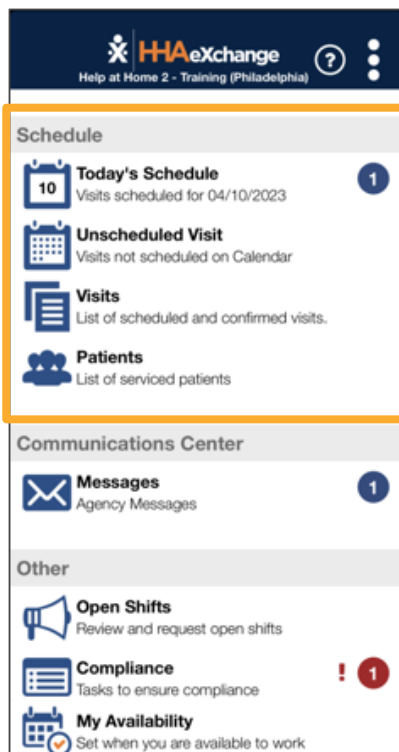 HHAeXchange
Help at Home 2 - Training (Philadelphia)
?
Schedule
10
Today's Schedule
1
Visits scheduled for 04/10/2023
Unscheduled Visit
Visits not scheduled on Calendar
Visits
List of scheduled and confirmed visits.
Patients
List of serviced patients
Communications Center
Messages
1
Agency Messages
Other
Open Shifts
Review and request open shifts
Compliance
! 1
Tasks to ensure compliance
My Availability
Set when you are available to work